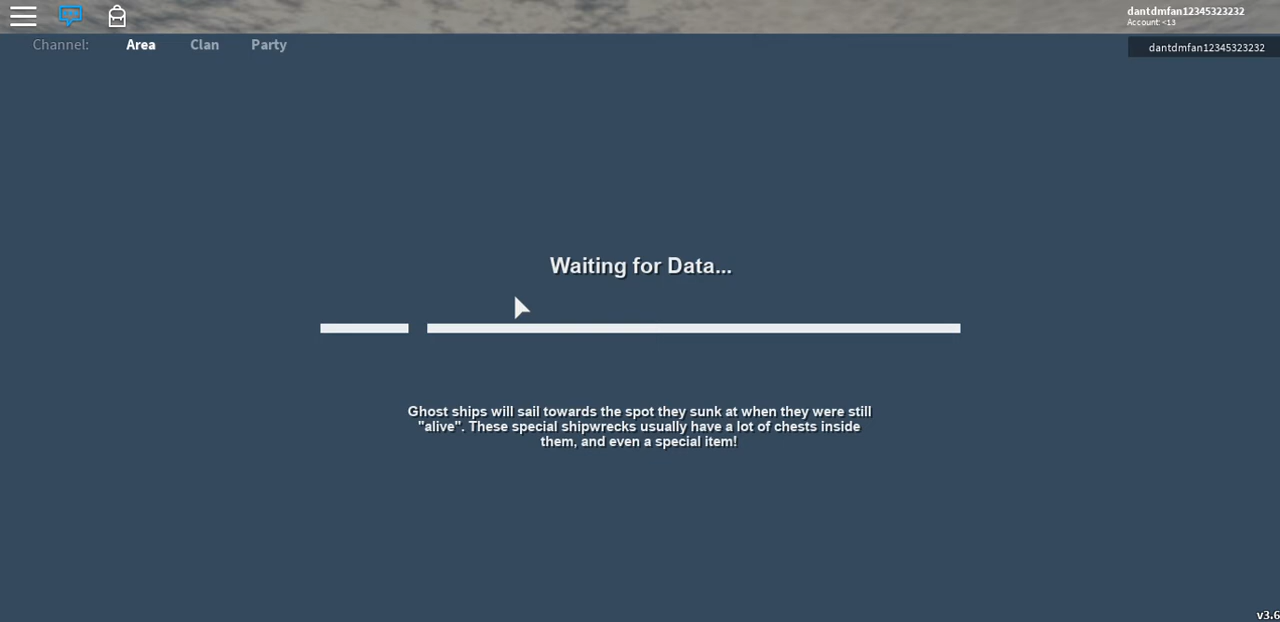 dantdmfan12345323232
Account: <13
Channel: Area Clan Party
dantdmfan12345323232
Waiting for Data...
Ghost ships will sail towards the spot they sunk at when they were still
"alive". These special shipwrecks usually have a lot of chests inside
them, and even a special item!
v3.6